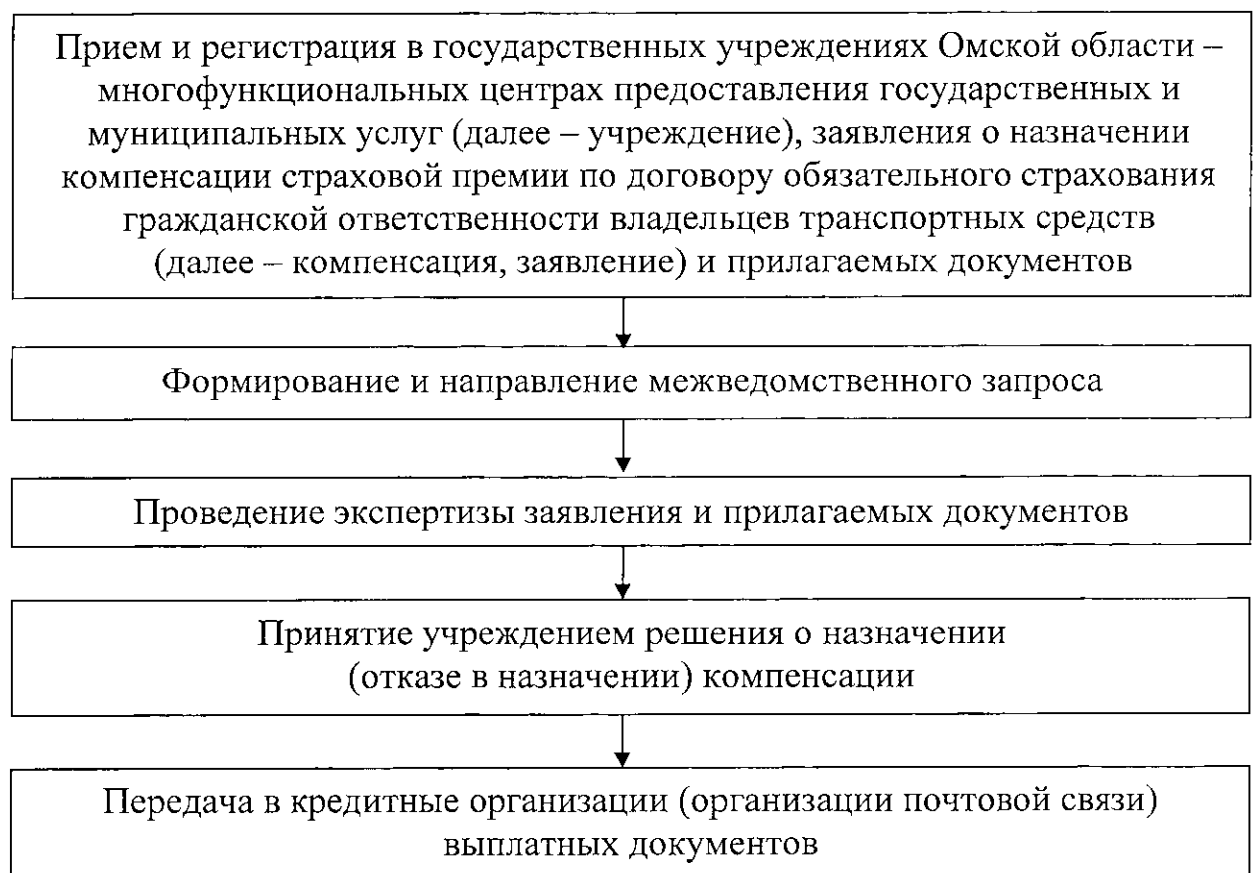 Прием и регистрация в государственных учреждениях Омской области –
многофункциональных центрах предоставления государственных и
муниципальных услуг (далее – учреждение), заявления о назначении
компенсации страховой премии по договору обязательного страхования
гражданской ответственности владельцев транспортных средств
(далее – компенсация, заявление) и прилагаемых документов
Формирование и направление межведомственного запроса
Проведение экспертизы заявления и прилагаемых документов
Принятие учреждением решения о назначении
(отказе в назначении) компенсации
Передача в кредитные организации (организации почтовой связи)
выплатных документов